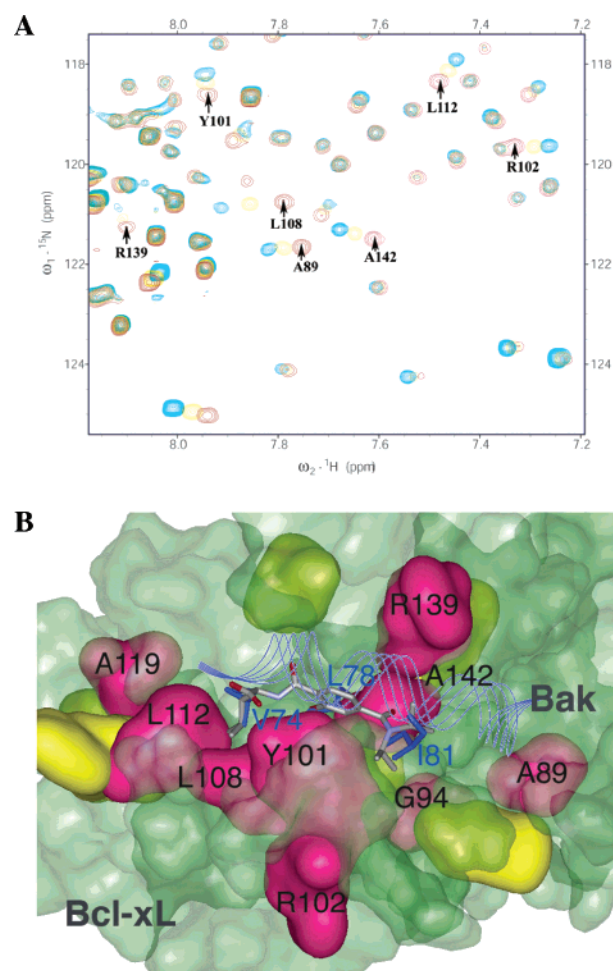 A
118
120
122
124
118
120
122
124
8.0
7.8
7.6
7.4
7.2
8.0
7.8
7.6
7.4
7.2
ω₁ - ¹⁵N (ppm)
ω₂ - ¹H (ppm)
Y101
L112
R102
L108
R139
A89
A142
B
R139
A119
L78
A142
L112
V74
Y101
Bak
L108
I81
A89
G94
R102
Bcl-xL